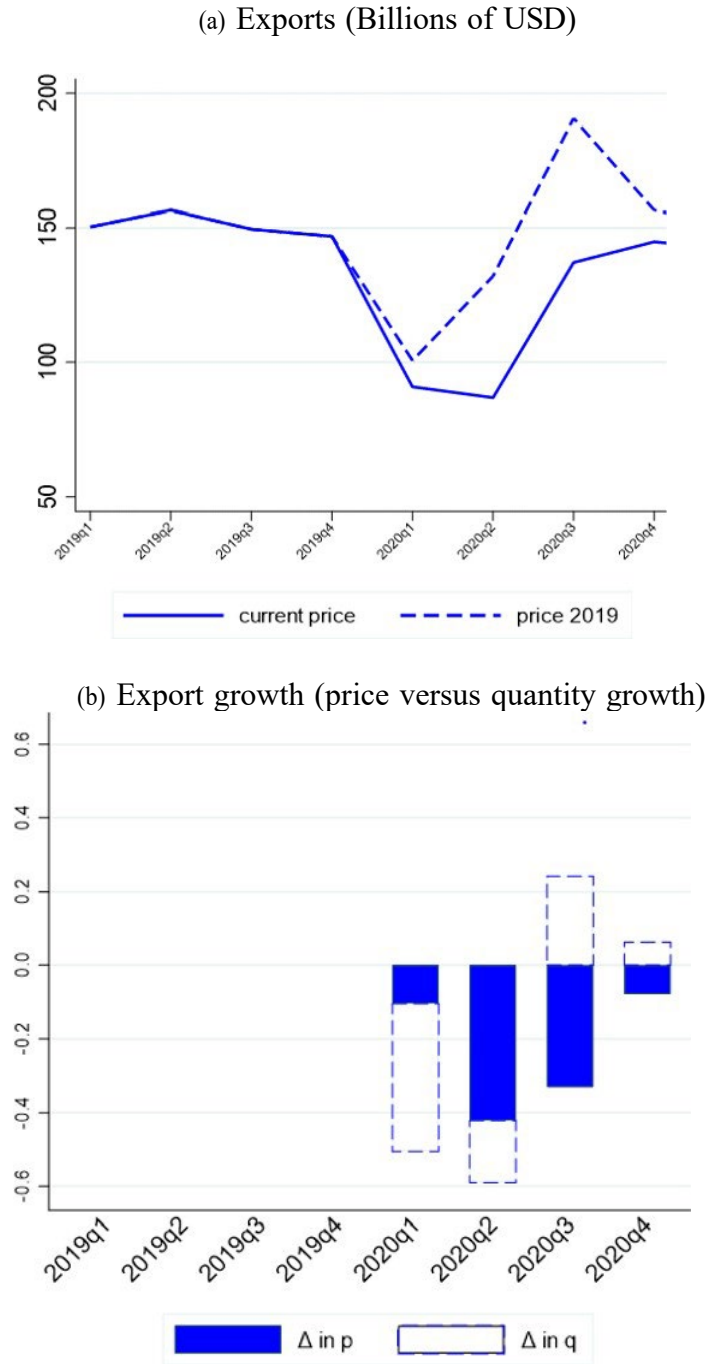 (a) Exports (Billions of USD)
200
150
100
50
2019q1 2019q2 2019q3 2019q4 2020q1 2020q2 2020q3 2020q4
current price price 2019
(b) Export growth (price versus quantity growth)
0.6
0.4
0.2
0.0
-0.2
-0.4
-0.6
2019q1 2019q2 2019q3 2019q4 2020q1 2020q2 2020q3 2020q4
Δ in p Δ in q